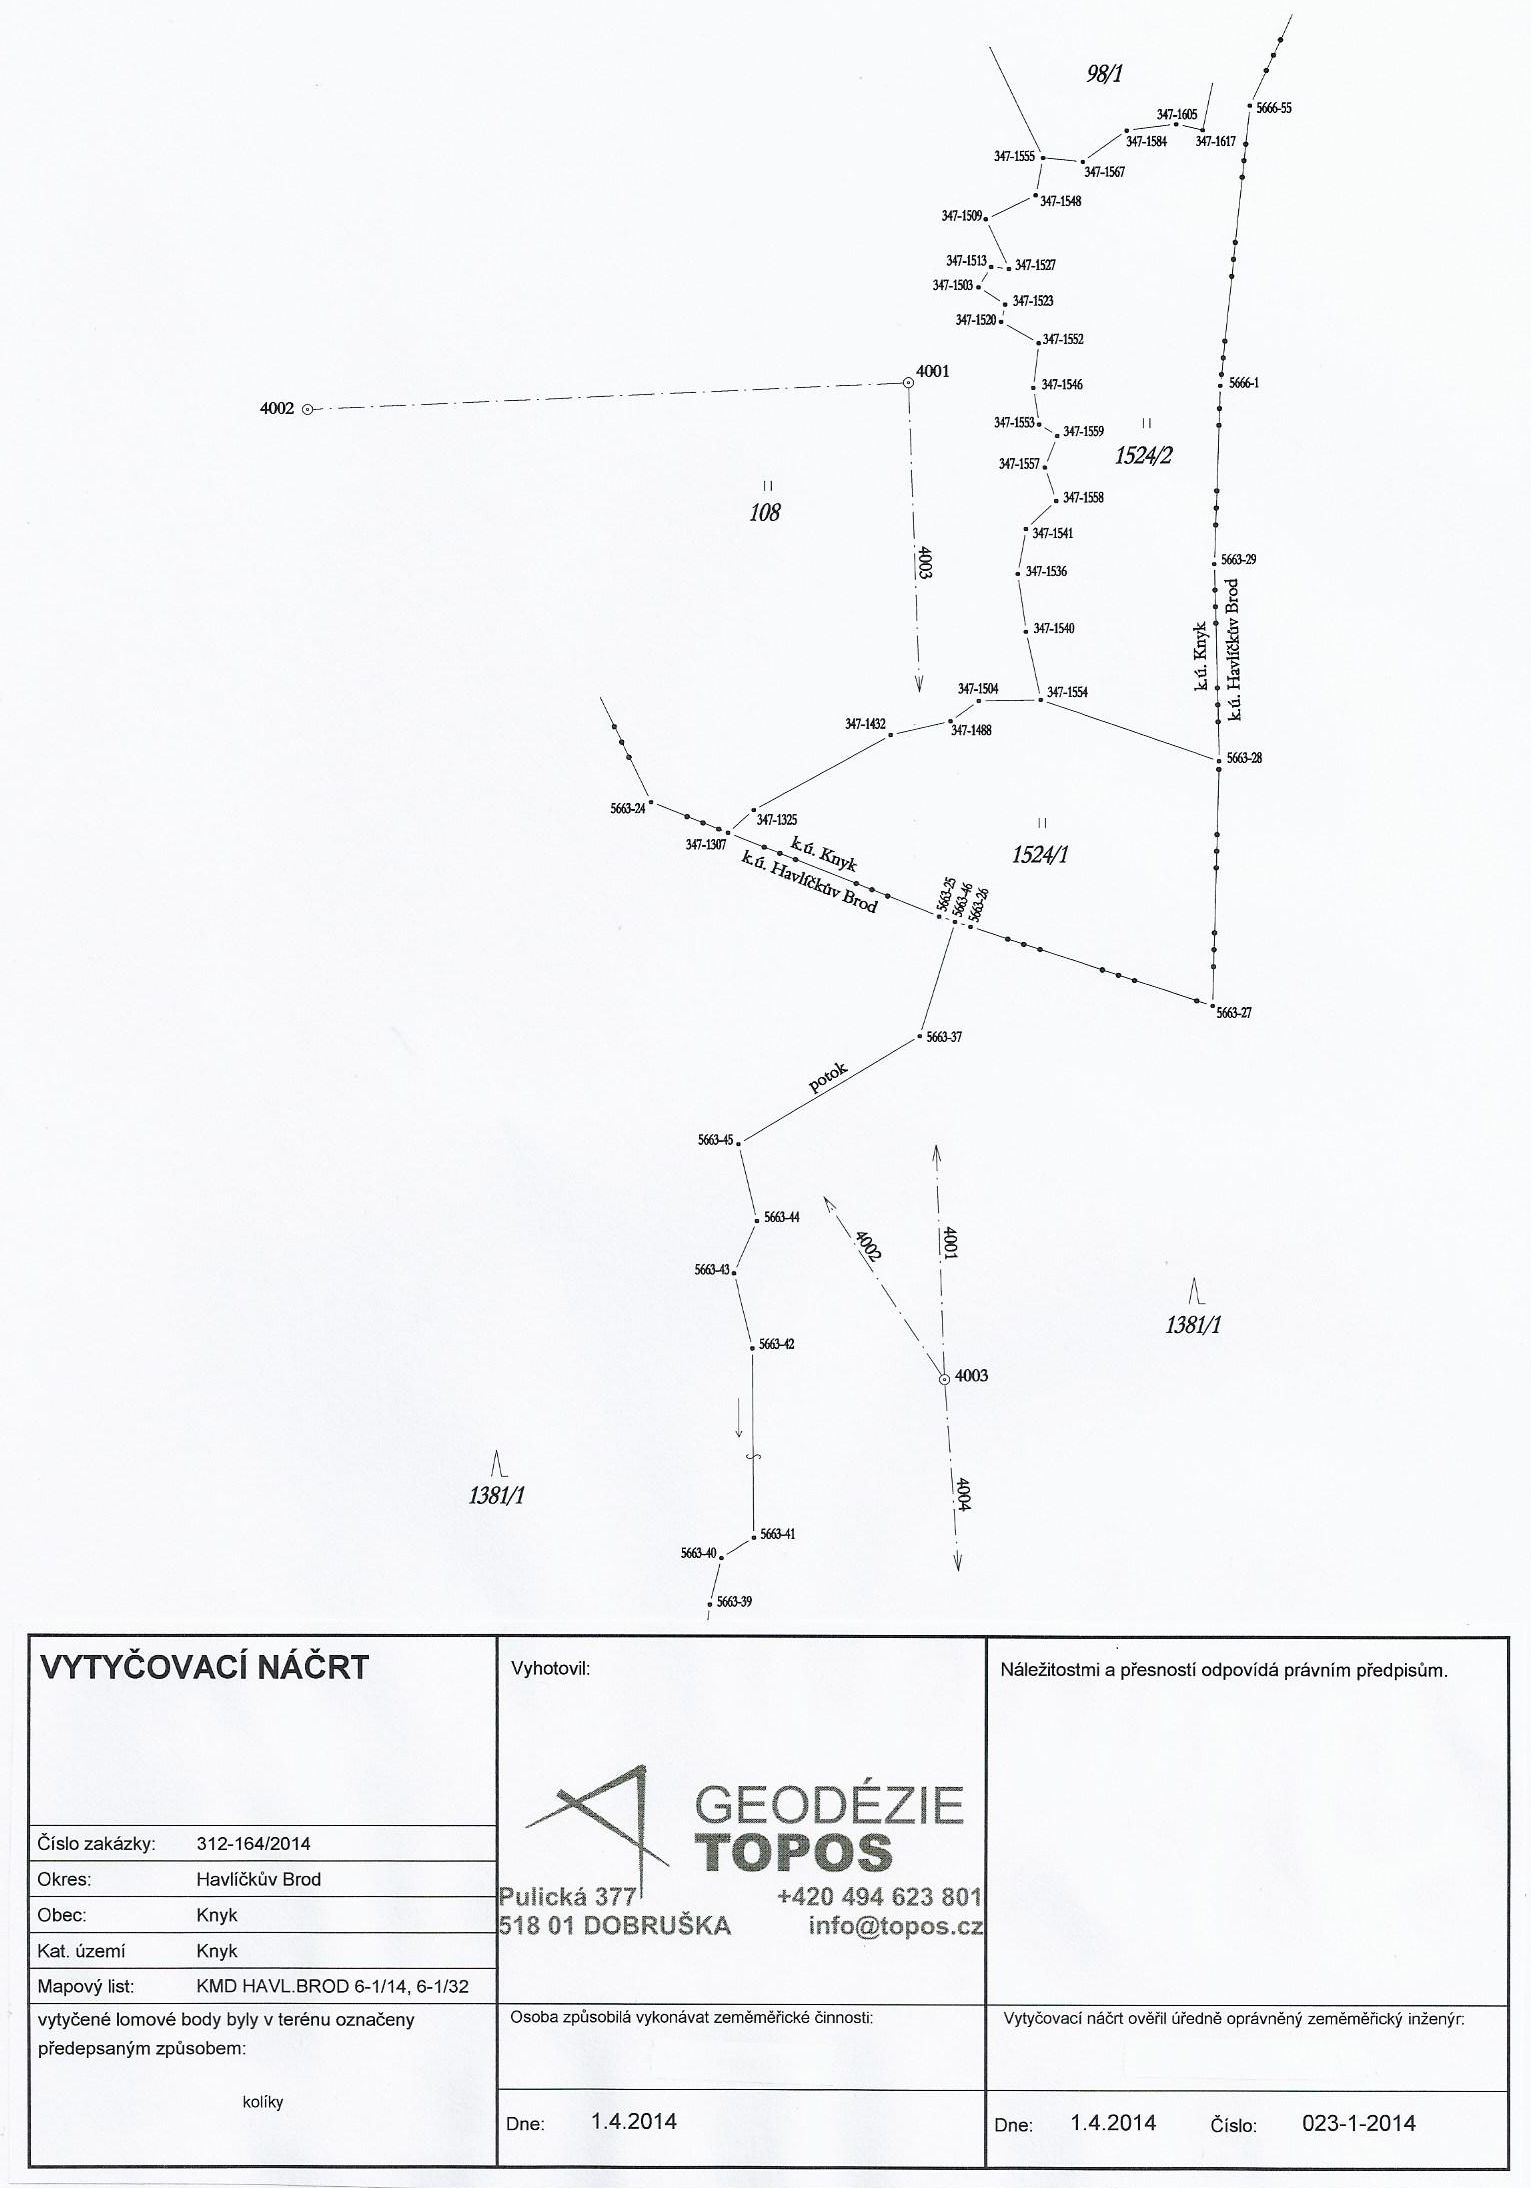 98/1
5666-55
347-1605
347-1584
347-1617
347-1555
347-1567
347-1548
347-1509
347-1513
347-1527
347-1503
347-1523
347-1520
347-1552
4001
4002
347-1546
5666-1
347-1553
347-1559
1524/2
347-1557
108
347-1558
347-1541
4003
5663-29
347-1536
k.ú. Knyk
k.ú. Havlíčkův Brod
347-1540
347-1504
347-1554
347-1432
347-1488
5663-28
5663-24
347-1325
347-1307
k.ú. Knyk
k.ú. Havlíčkův Brod
1524/1
5663-25
5663-46
5663-26
5663-27
5663-37
potok
5663-45
5663-44
4002
4001
5663-43
1381/1
5663-42
4003
1381/1
4004
5663-41
5663-40
5663-39
VYTYČOVACÍ NÁČRT
Číslo zakázky: 312-164/2014
Okres: Havlíčkův Brod
Obec: Knyk
Kat. území Knyk
Mapový list: KMD HAVL.BROD 6-1/14, 6-1/32
vytyčené lomové body byly v terénu označeny
předepsaným způsobem:
kolíky
Vyhotovil:
GEODÉZIE
TOPOS
Pulická 377 +420 494 623 801
518 01 DOBRUŠKA info@topos.cz
Osoba způsobilá vykonávat zeměměřické činnosti:
Dne: 1.4.2014
Náležitostmi a přesností odpovídá právním předpisům.
Vytyčovací náčrt ověřil úředně oprávněný zeměměřický inženýr:
Dne: 1.4.2014 Číslo: 023-1-2014